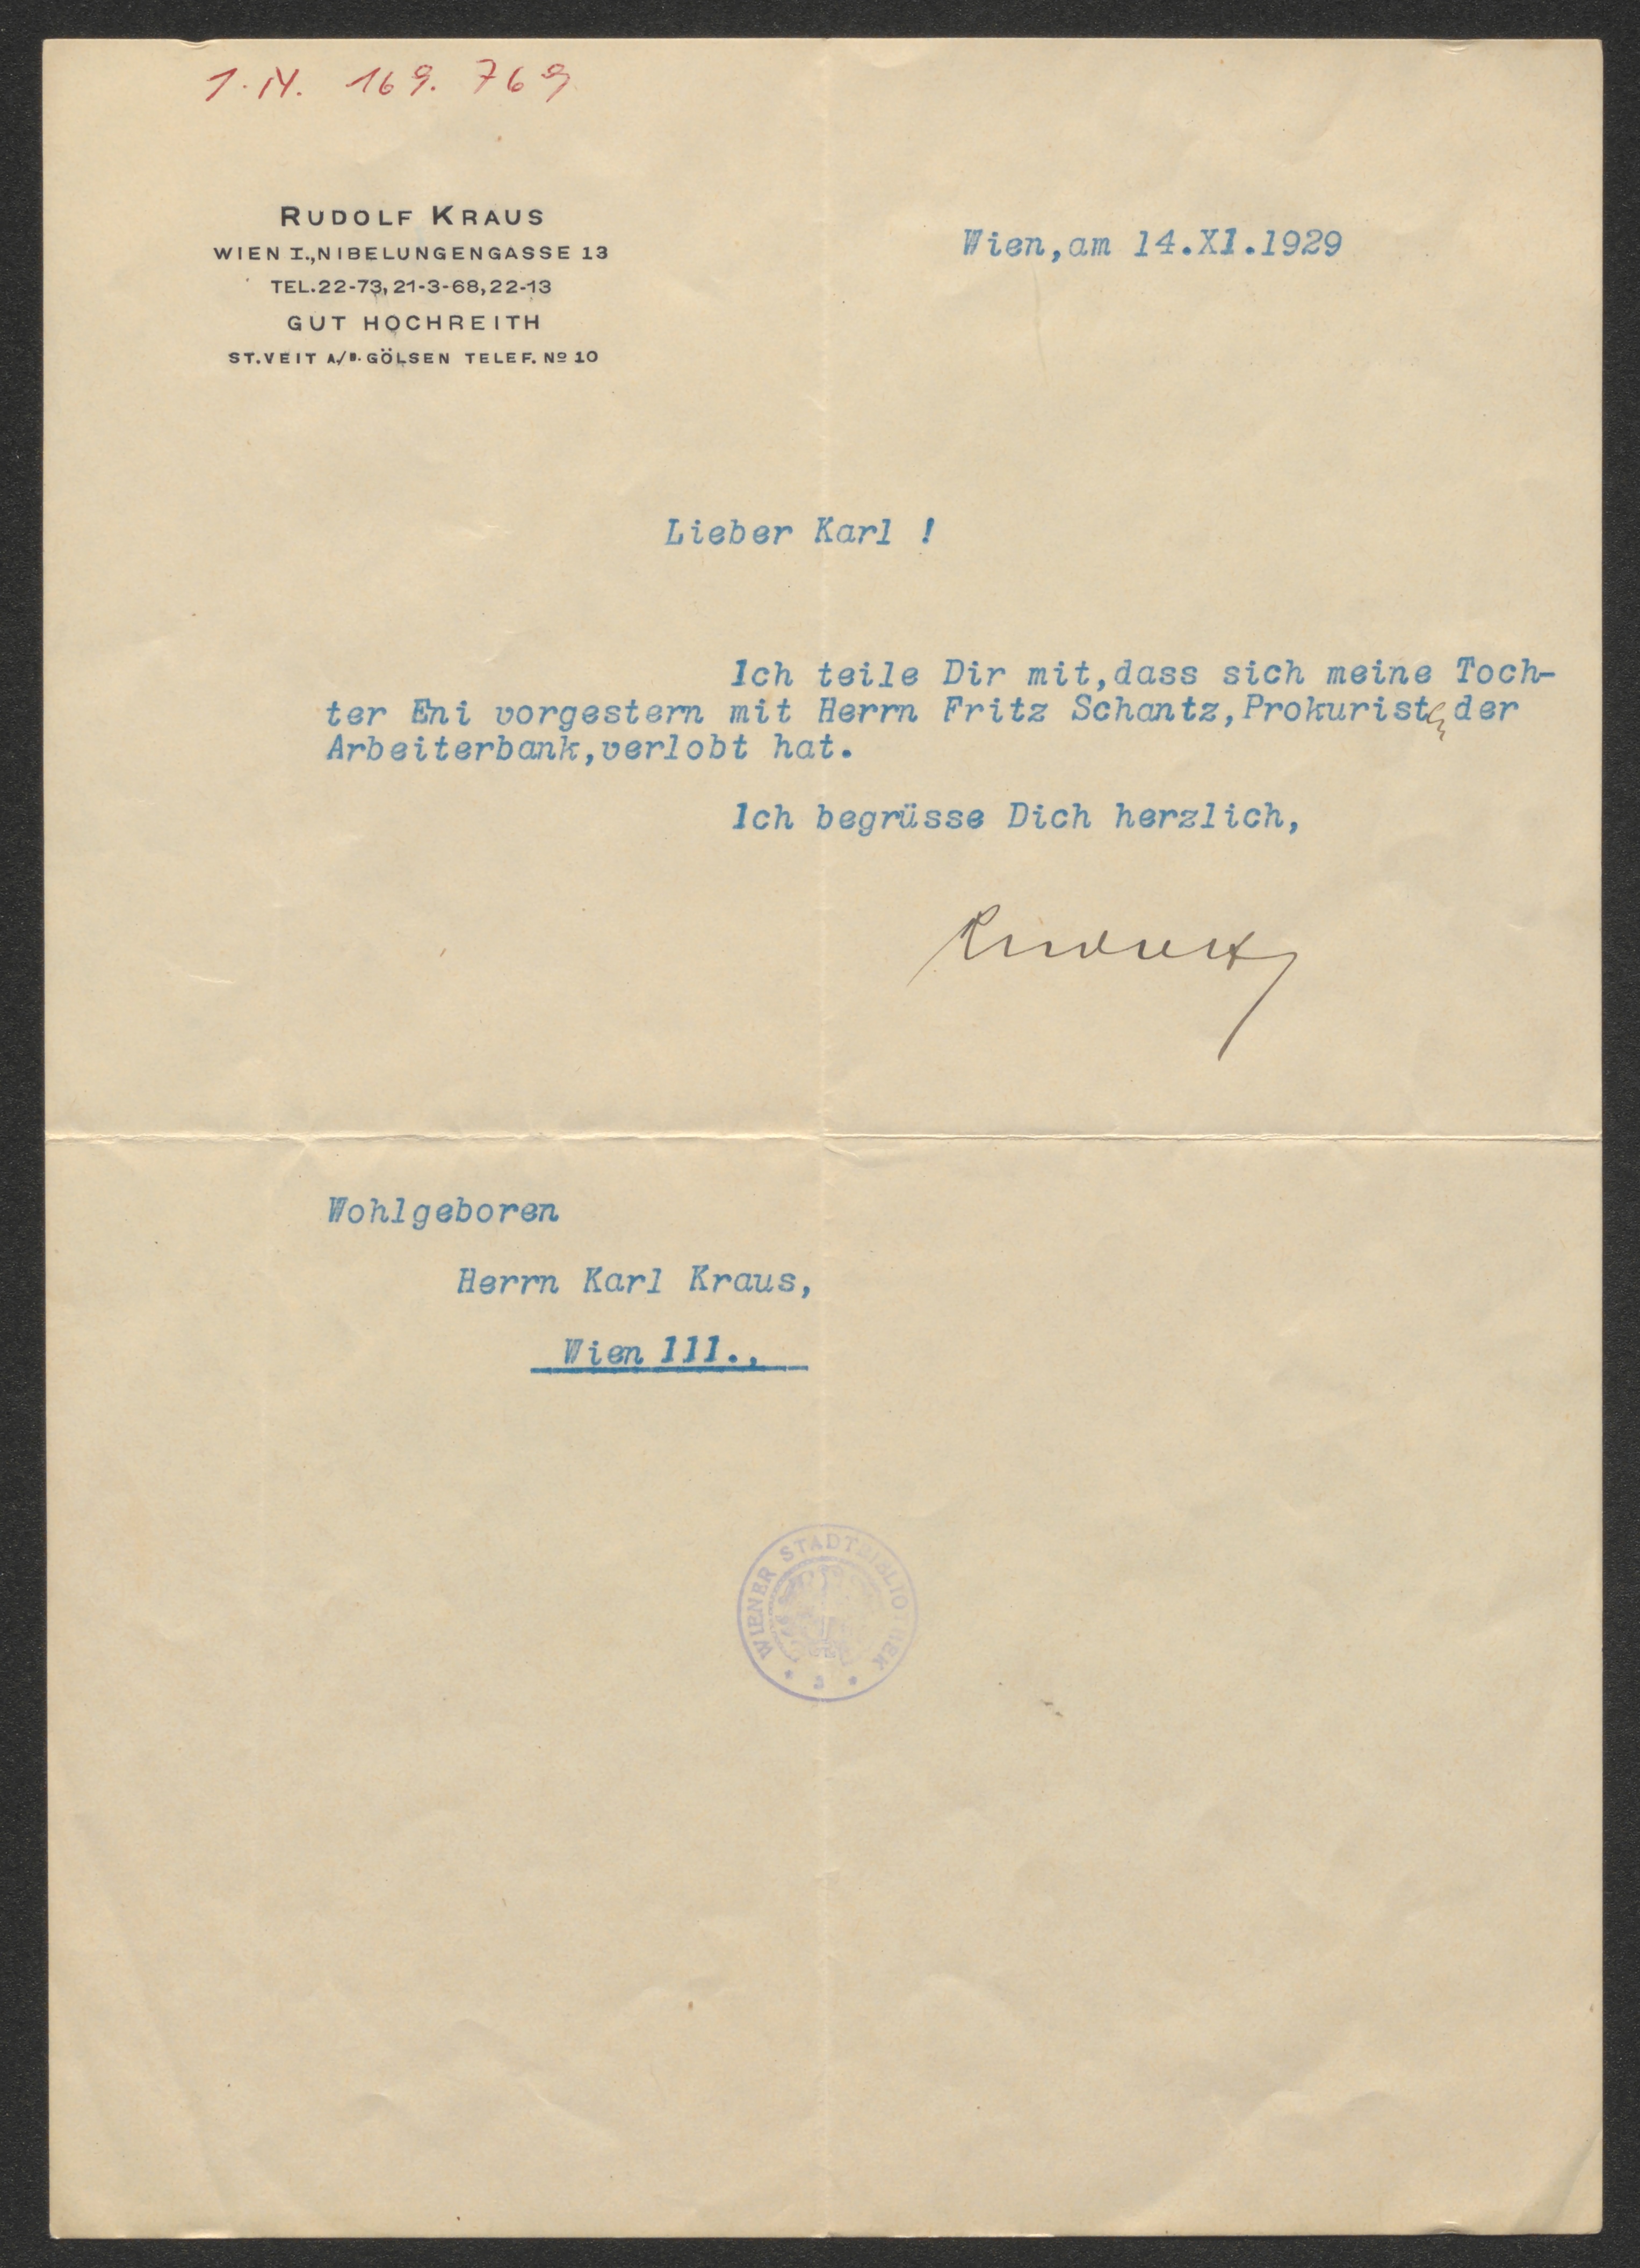 1. N. 169. 769
RUDOLF KRAUS
WIEN I., NIBELUNGENGASSE 13
TEL. 22-73, 21-3-68, 22-13
GUT HOCHREITH
ST. VEIT A/D. GÖLSEN TELEF. Nº 10
Wien,am 14.XI.1929
Lieber Karl !
Ich teile Dir mit,dass sich meine Toch-
ter Eni vorgestern mit Herrn Fritz Schantz,Prokuristen der
Arbeiterbank,verlobt hat.
Ich begrüsse Dich herzlich,
Rudolf
Wohlgeboren
Herrn Karl Kraus,
Wien III.,
WIENER STADTBIBLIOTHEK